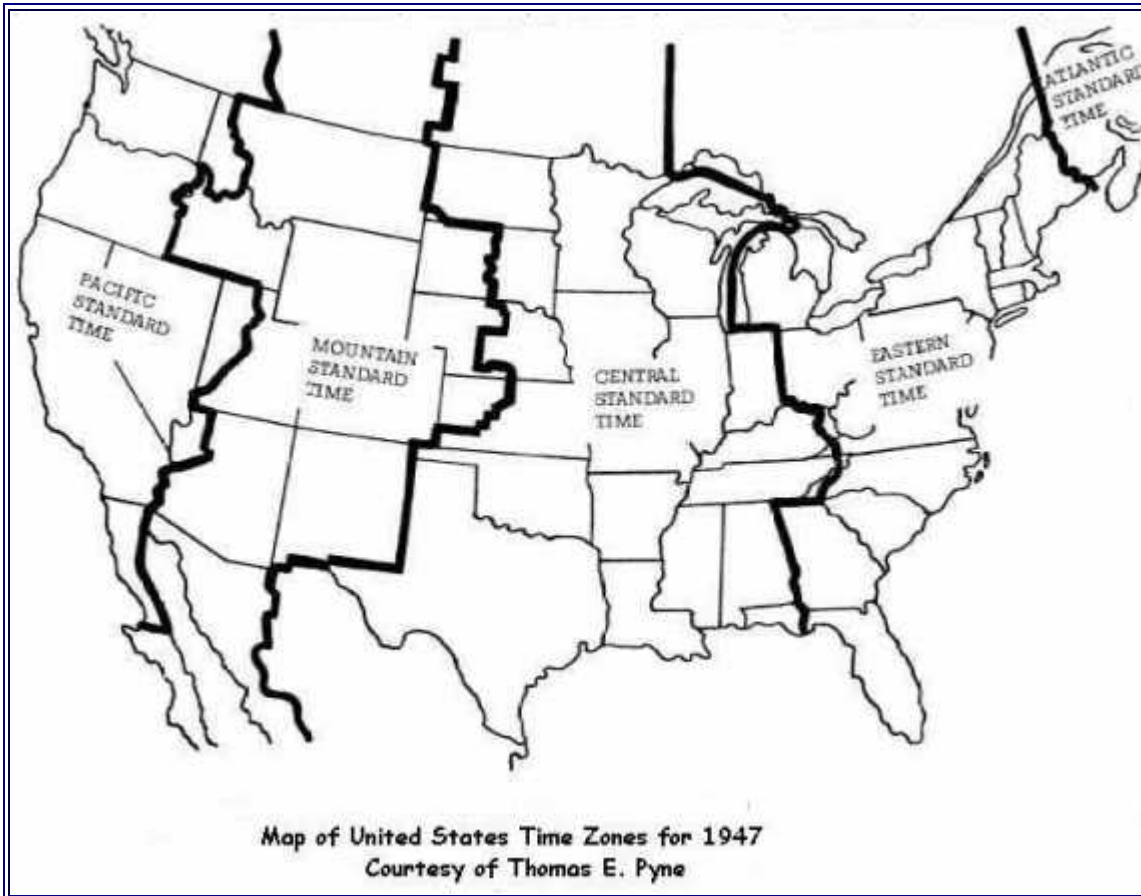 ATLANTIC
STANDARD
TIME
PACIFIC
STANDARD
TIME
MOUNTAIN
STANDARD
TIME
CENTRAL
STANDARD
TIME
EASTERN
STANDARD
TIME
Map of United States Time Zones for 1947
Courtesy of Thomas E. Pyne